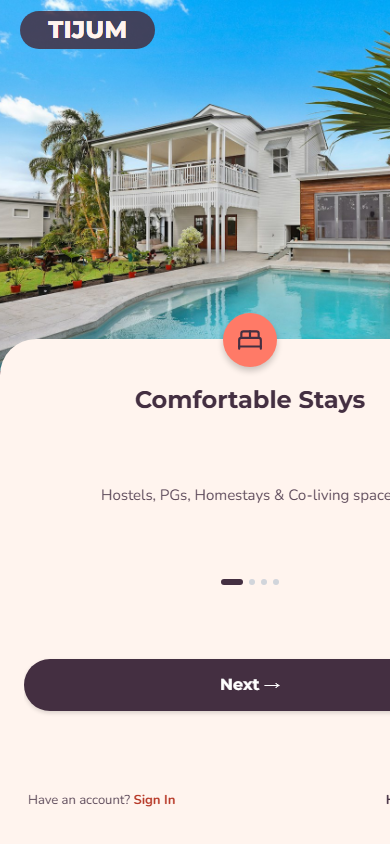 TIJUM
Comfortable Stays
Hostels, PGs, Homestays & Co-living space
Next →
Have an account? Sign In